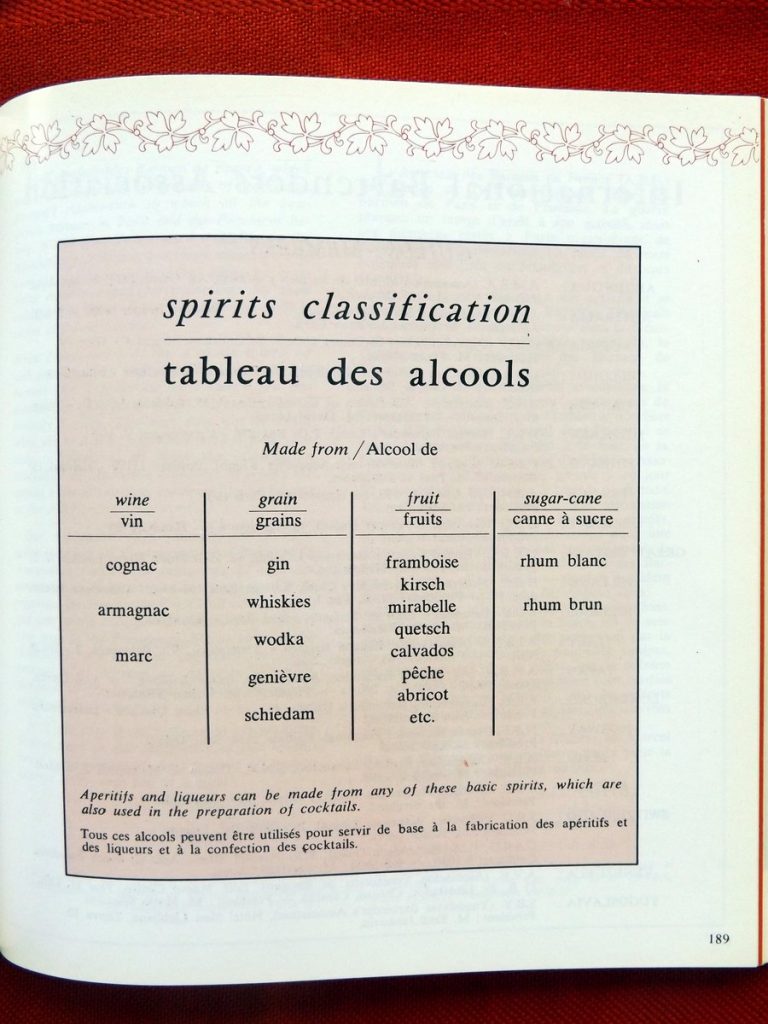 spirits classification
tableau des alcools
Made from / Alcool de
wine
vin
cognac
armagnac
marc
grain
grains
gin
whiskies
wodka
genièvre
schiedam
fruit
fruits
framboise
kirsch
mirabelle
quetsch
calvados
pêche
abricot
etc.
sugar-cane
canne à sucre
rhum blanc
rhum brun
Aperitifs and liqueurs can be made from any of these basic spirits, which are
also used in the preparation of cocktails.
Tous ces alcools peuvent être utilisés pour servir de base à la fabrication des apéritifs et
des liqueurs et à la confection des cocktails.
189